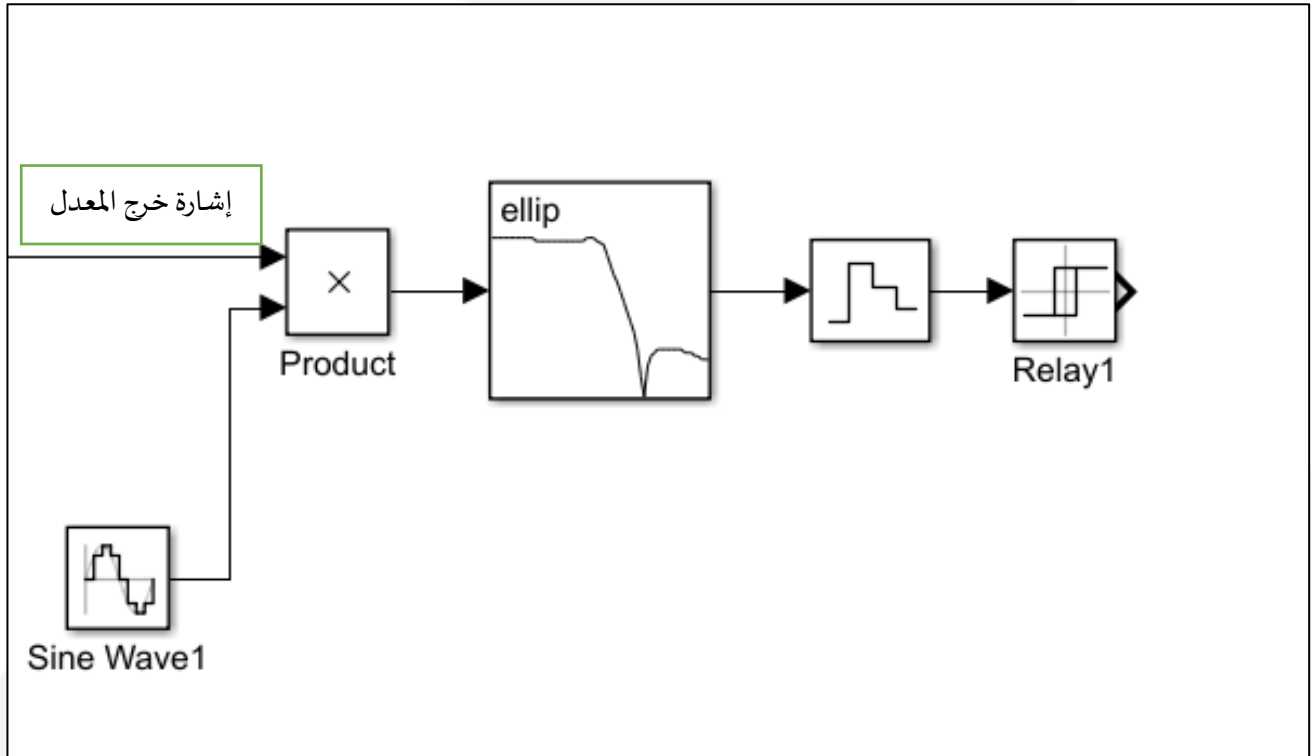 إشارة خرج المعدل
ellip
Product
Relay1
Sine Wave1